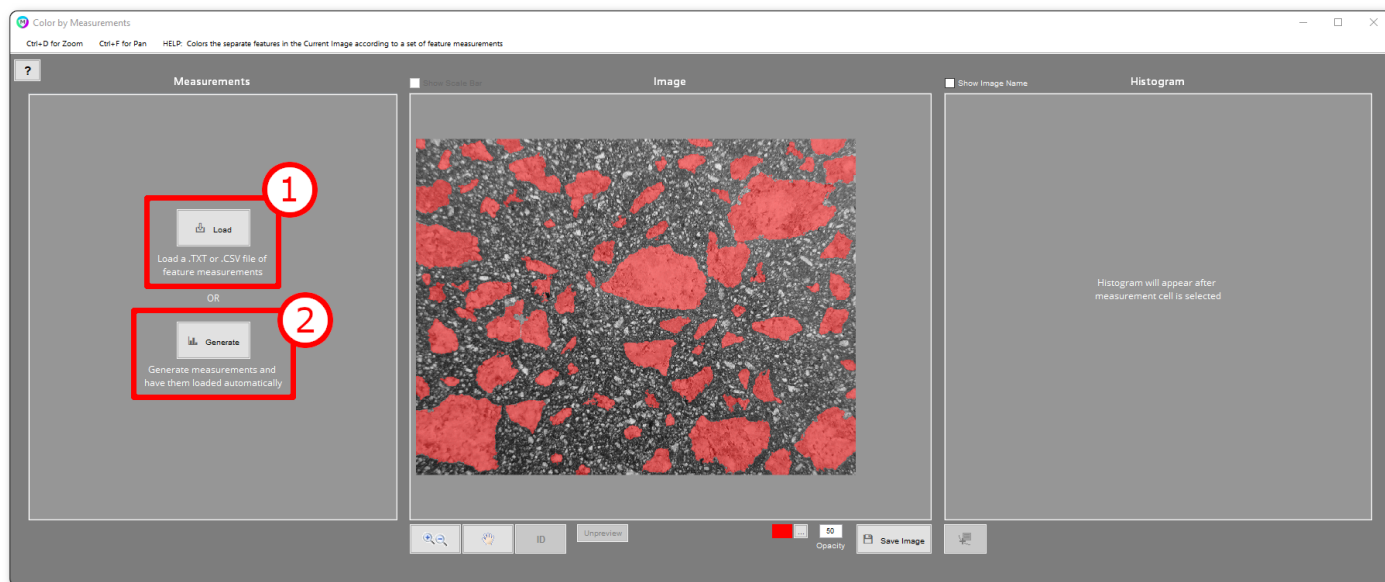 Color by Measurements
Ctrl+D for Zoom Ctrl+F for Pan HELP: Colors the separate features in the Current Image according to a set of feature measurements
?
Measurements
Show Scale Bar
Image
Show Image Name
Histogram
1
Load
Load a .TXT or .CSV file of
feature measurements
OR
2
Generate
Generate measurements and
have them loaded automatically
Histogram will appear after
measurement cell is selected
ID
Unpreview
...
50
Opacity
Save Image